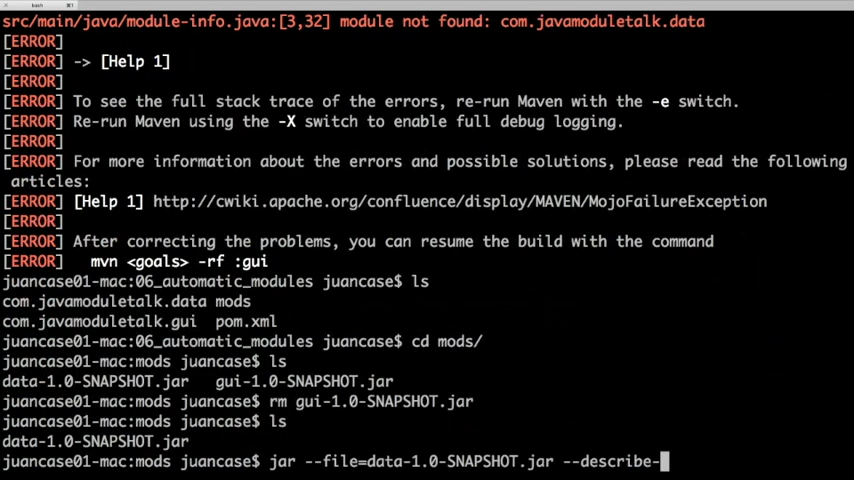 bash
⌘1
src/main/java/module-info.java:[3,32] module not found: com.javamoduletalk.data
[ERROR]
[ERROR] -> [Help 1]
[ERROR]
[ERROR] To see the full stack trace of the errors, re-run Maven with the -e switch.
[ERROR] Re-run Maven using the -X switch to enable full debug logging.
[ERROR]
[ERROR] For more information about the errors and possible solutions, please read the following
articles:
[ERROR] [Help 1] http://cwiki.apache.org/confluence/display/MAVEN/MojoFailureException
[ERROR]
[ERROR] After correcting the problems, you can resume the build with the command
[ERROR]   mvn <goals> -rf :gui
juancase01-mac:06_automatic_modules juancase$ ls
com.javamoduletalk.data mods
com.javamoduletalk.gui  pom.xml
juancase01-mac:06_automatic_modules juancase$ cd mods/
juancase01-mac:mods juancase$ ls
data-1.0-SNAPSHOT.jar   gui-1.0-SNAPSHOT.jar
juancase01-mac:mods juancase$ rm gui-1.0-SNAPSHOT.jar
juancase01-mac:mods juancase$ ls
data-1.0-SNAPSHOT.jar
juancase01-mac:mods juancase$ jar --file=data-1.0-SNAPSHOT.jar --describe-